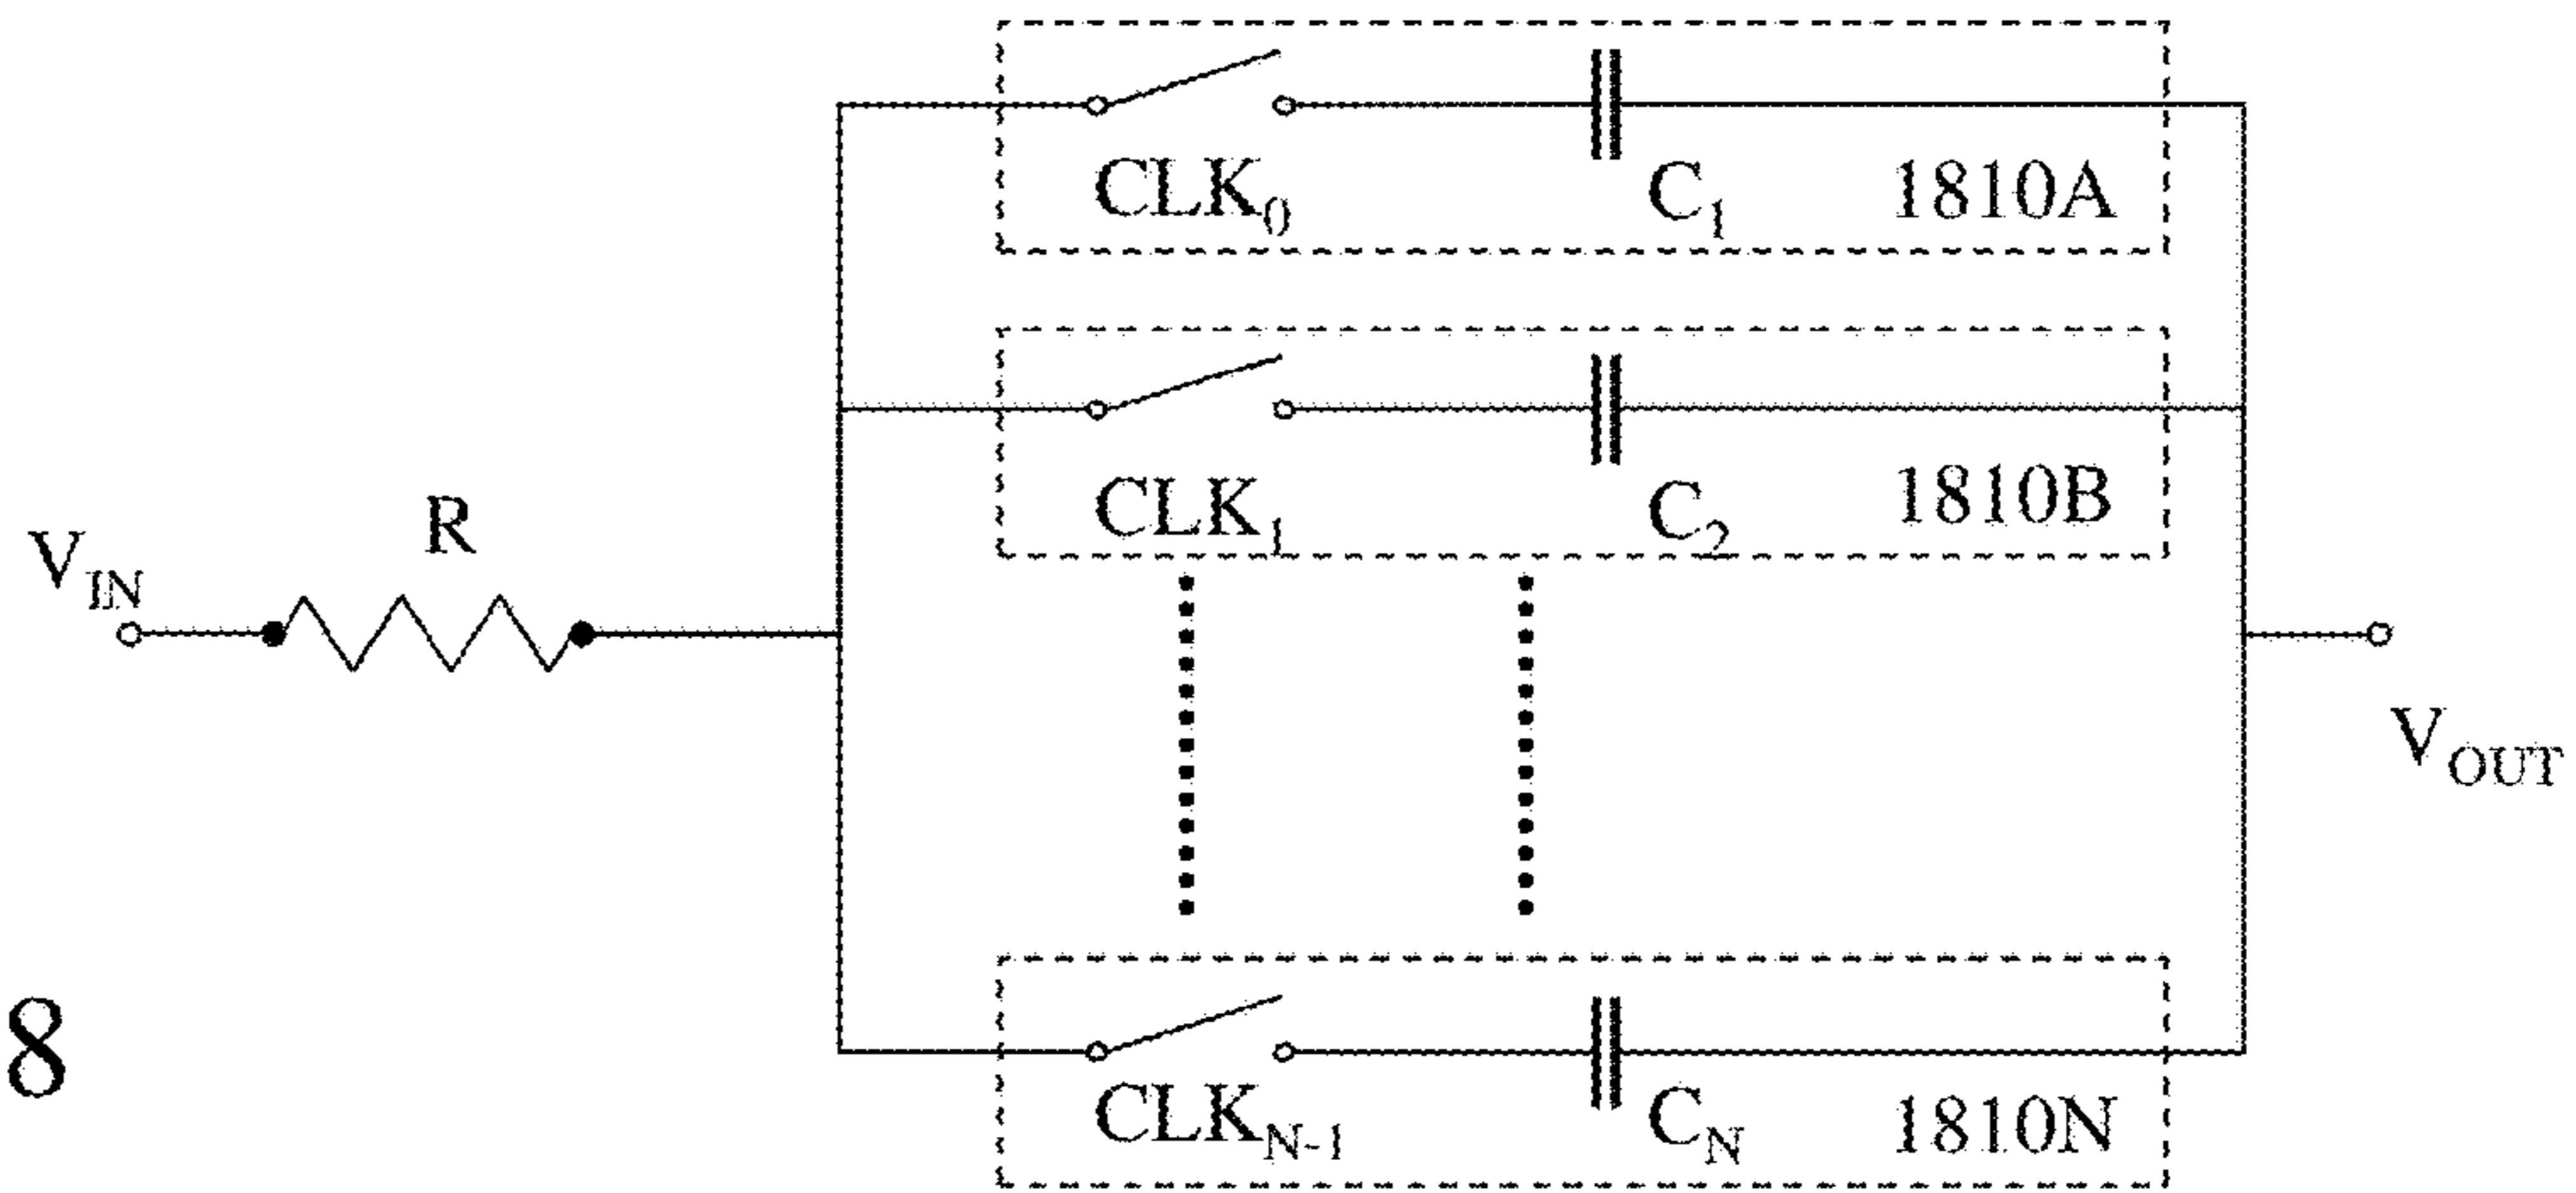 CLK0 C1 1810A
CLK1 C2 1810B
R
VIN
VOUT
8
CLKN-1 CN 1810N